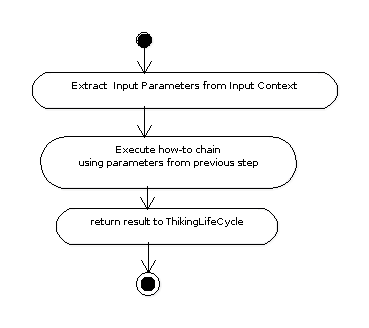 Extract Input Parameters from Input Context
Execute how-to chain
using parameters from previous step
return result to ThikingLifeCycle